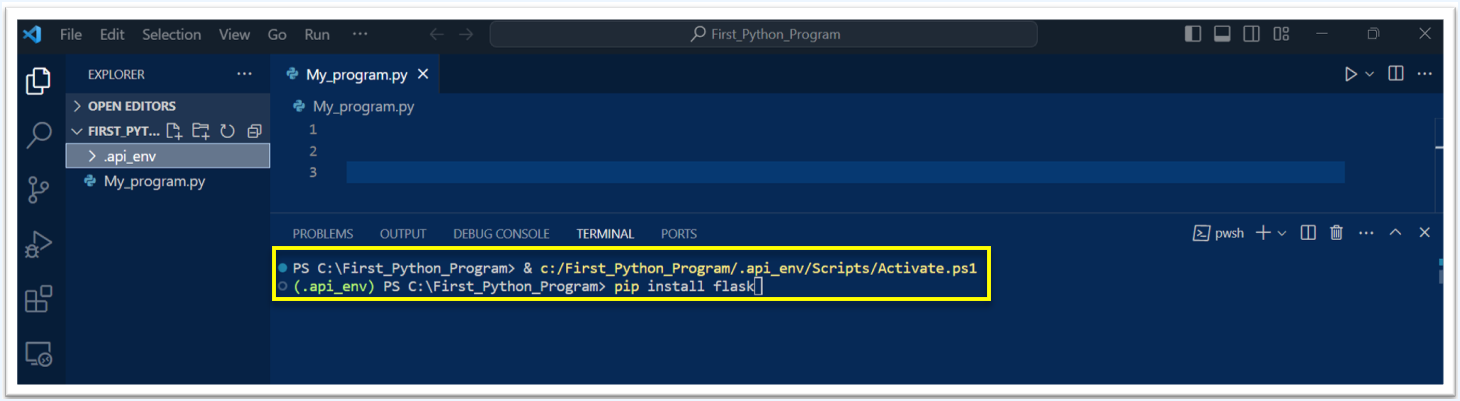 File Edit Selection View Go Run ··· First_Python_Program
EXPLORER ···
OPEN EDITORS
FIRST_PYT...
.api_env
My_program.py
My_program.py
My_program.py
1
2
3
PROBLEMS OUTPUT DEBUG CONSOLE TERMINAL PORTS pwsh
PS C:\First_Python_Program> & c:/First_Python_Program/.api_env/Scripts/Activate.ps1
(.api_env) PS C:\First_Python_Program> pip install flask